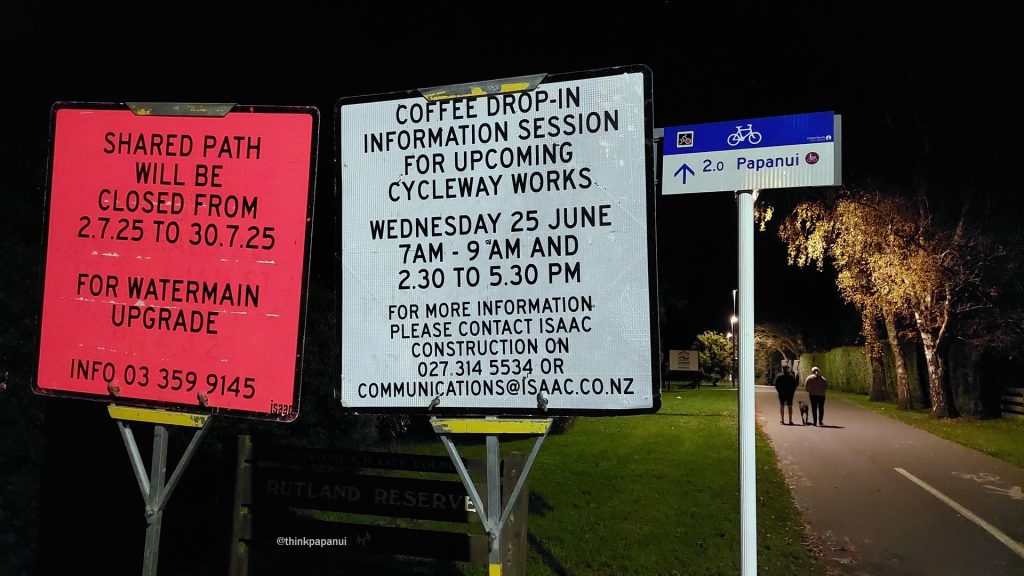 SHARED PATH
WILL BE
CLOSED FROM
2.7.25 TO 30.7.25
FOR WATERMAIN
UPGRADE
INFO 03 359 9145
isaac
COFFEE DROP-IN
INFORMATION SESSION
FOR UPCOMING
CYCLEWAY WORKS
WEDNESDAY 25 JUNE
7AM - 9 AM AND
2.30 TO 5.30 PM
FOR MORE INFORMATION
PLEASE CONTACT ISAAC
CONSTRUCTION ON
027 314 5534 OR
COMMUNICATIONS@ISAAC.CO.NZ
2.0 Papanui
RUTLAND RESERVE
@thinkpapanui